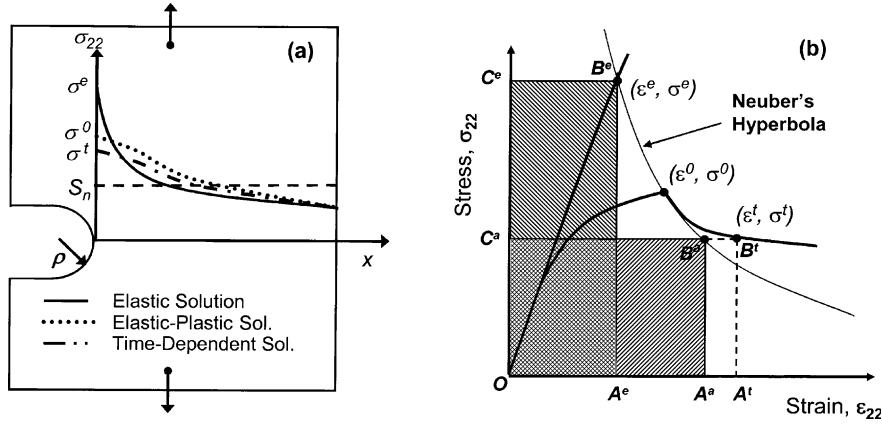 (a)
σ₂₂
σᵉ
σ⁰
σᵗ
Sₙ
ρ
x
Elastic Solution
Elastic-Plastic Sol.
Time-Dependent Sol.
(b)
Stress, σ₂₂
Cᵉ
Bᵉ
(εᵉ, σᵉ)
Neuber's
Hyperbola
(ε⁰, σ⁰)
(εᵗ, σᵗ)
Cᵃ
Bᵃ
Bᵗ
O
Aᵉ
Aᵃ
Aᵗ
Strain, ε₂₂